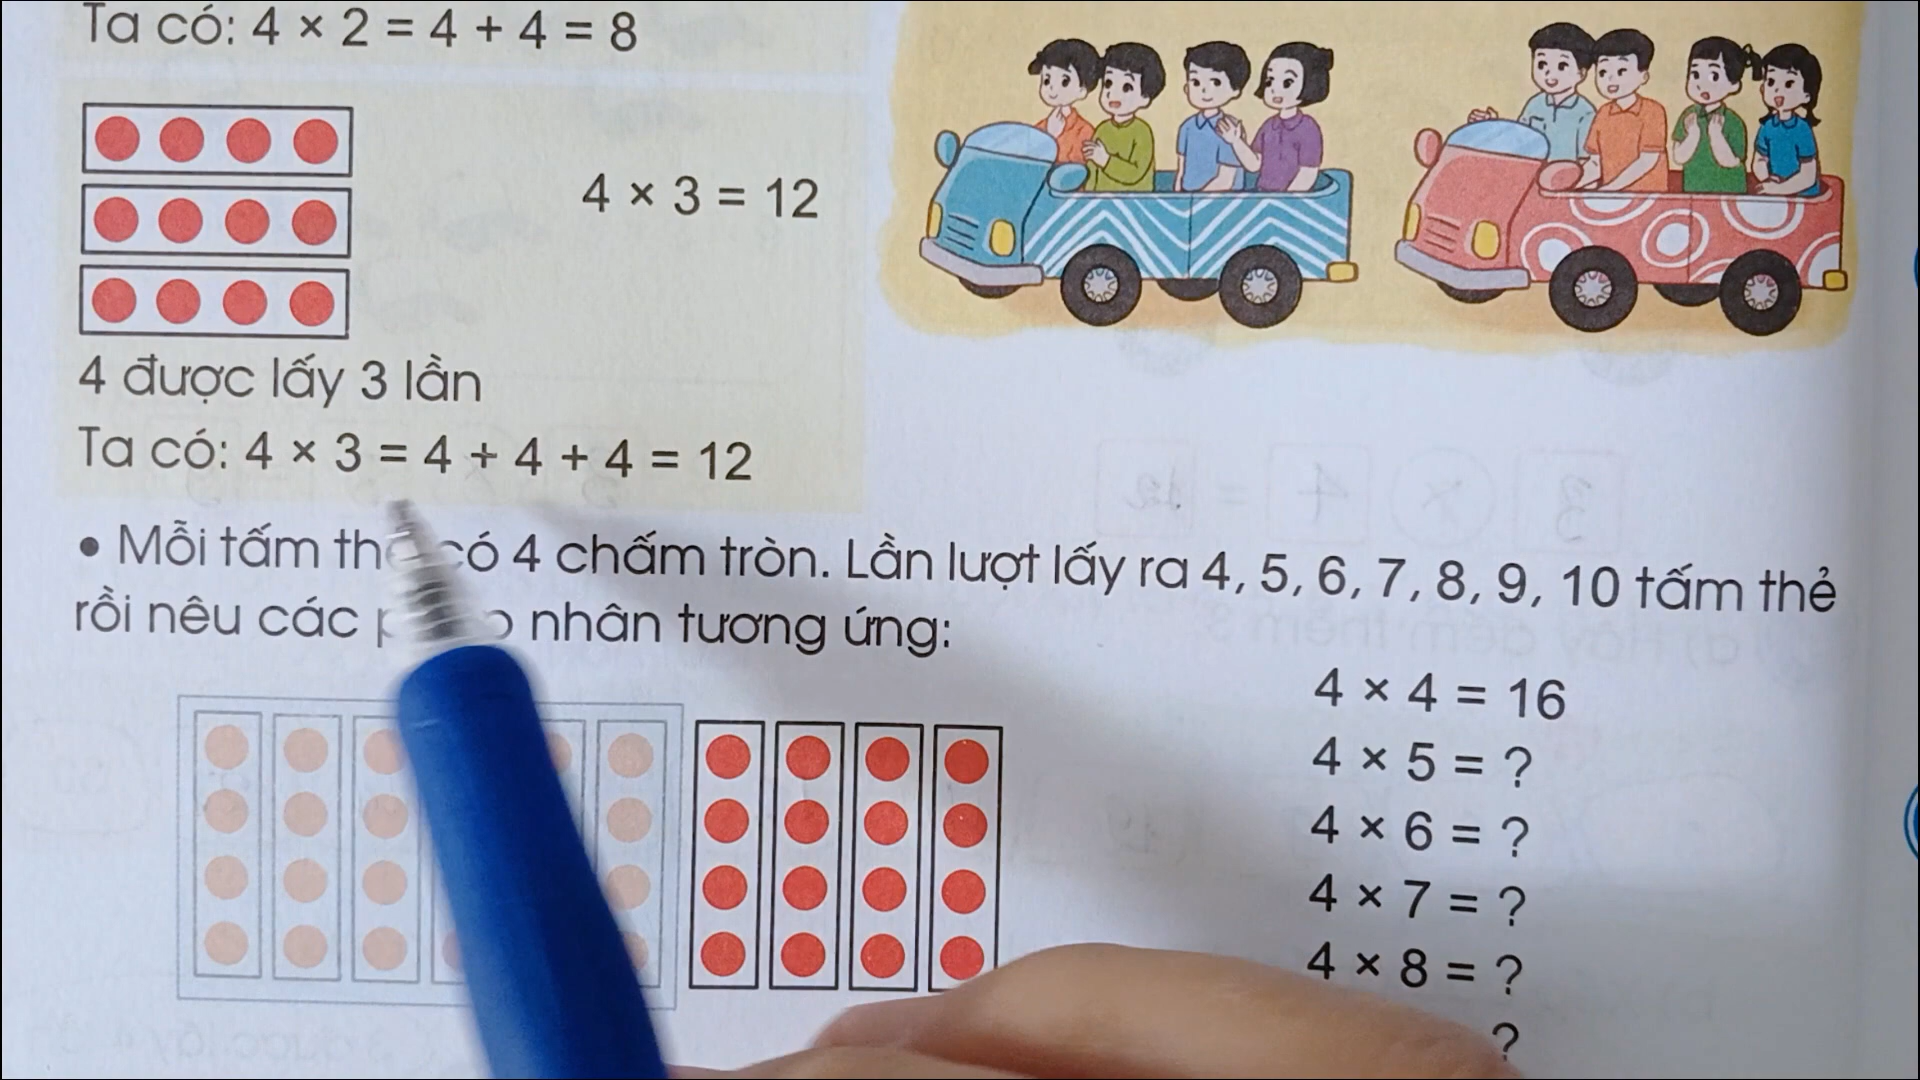 Ta có: 4 × 2 = 4 + 4 = 8
4 × 3 = 12
4 được lấy 3 lần
Ta có: 4 × 3 = 4 + 4 + 4 = 12
• Mỗi tấm thẻ có 4 chấm tròn. Lần lượt lấy ra 4, 5, 6, 7, 8, 9, 10 tấm thẻ
rồi nêu các nhân tương ứng:
4 × 4 = 16
4 × 5 = ?
4 × 6 = ?
4 × 7 = ?
4 × 8 = ?
?